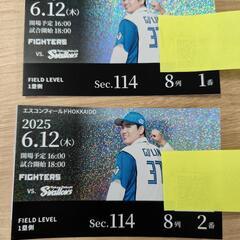 6.12(木)
開場予定 16:00
試合開始 18:00
FIGHTERS
VS. Swallows
FIELD LEVEL
1塁側
Sec.114
8列
1番
エスコンフィールドHOKKAIDO
2025
6.12(木)
開場予定 16:00
試合開始 18:00
FIGHTERS
VS. Swallows
FIELD LEVEL
1塁側
Sec.114
8列
2番